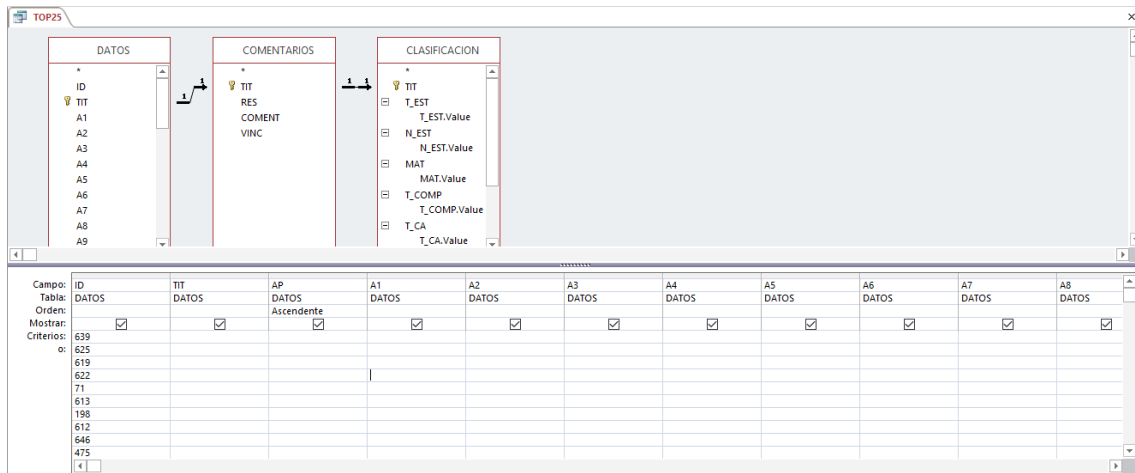 TOP25
DATOS
*
ID
TIT
A1
A2
A3
A4
A5
A6
A7
A8
A9
1
1
COMENTARIOS
*
TIT
RES
COMENT
VINC
1
1
CLASIFICACION
*
TIT
T_EST
T_EST.Value
N_EST
N_EST.Value
MAT
MAT.Value
T_COMP
T_COMP.Value
T_CA
T_CA.Value
Campo: ID TIT AP A1 A2 A3 A4 A5 A6 A7 A8
Tabla: DATOS DATOS DATOS DATOS DATOS DATOS DATOS DATOS DATOS DATOS DATOS
Orden: Ascendente
Mostrar:
Criterios: 639
o: 625
619
622
71
613
198
612
646
475